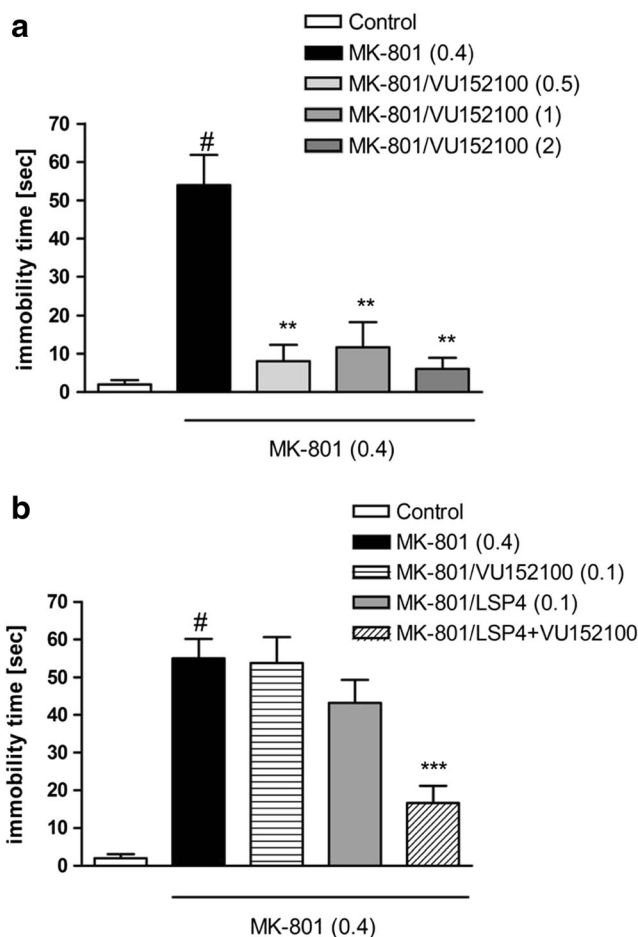 a
Control
MK-801 (0.4)
MK-801/VU152100 (0.5)
MK-801/VU152100 (1)
MK-801/VU152100 (2)
immobility time [sec]
70
60
50
40
30
20
10
0
#
**
**
**
MK-801 (0.4)
b
Control
MK-801 (0.4)
MK-801/VU152100 (0.1)
MK-801/LSP4 (0.1)
MK-801/LSP4+VU152100
immobility time [sec]
70
60
50
40
30
20
10
0
#
***
MK-801 (0.4)